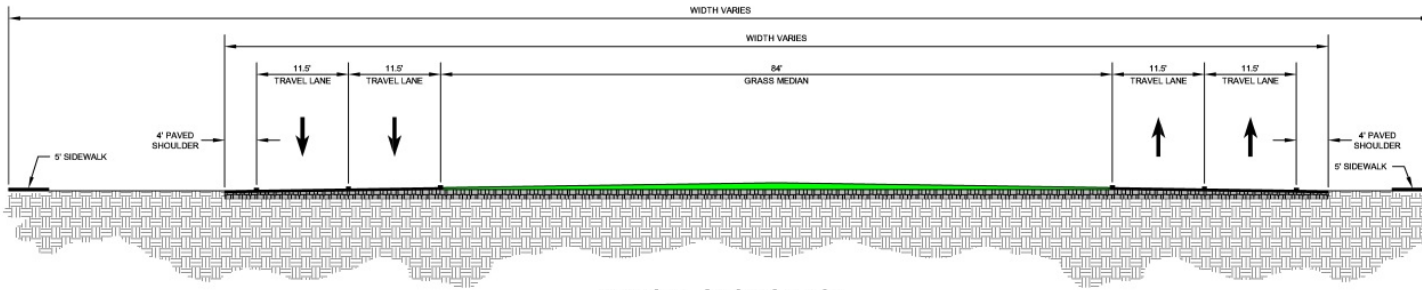 WIDTH VARIES
WIDTH VARIES
11.5'
TRAVEL LANE
11.5'
TRAVEL LANE
84'
GRASS MEDIAN
11.5'
TRAVEL LANE
11.5'
TRAVEL LANE
4' PAVED
SHOULDER
4' PAVED
SHOULDER
5' SIDEWALK
5' SIDEWALK